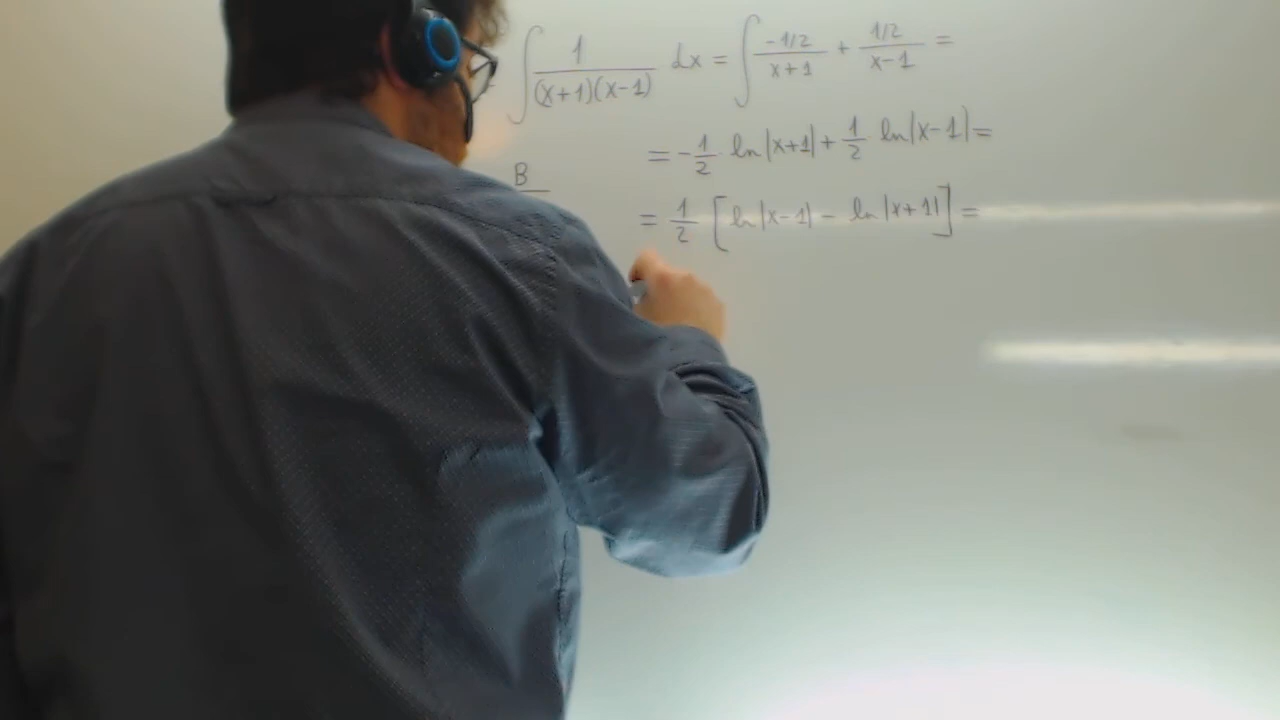 ∫ 1/((x+1)(x-1)) dx = ∫ (-1/2)/(x+1) + (1/2)/(x-1) =
= -1/2 ln|x+1| + 1/2 ln|x-1| =
B
= 1/2 [ln|x-1| - ln|x+1|] =